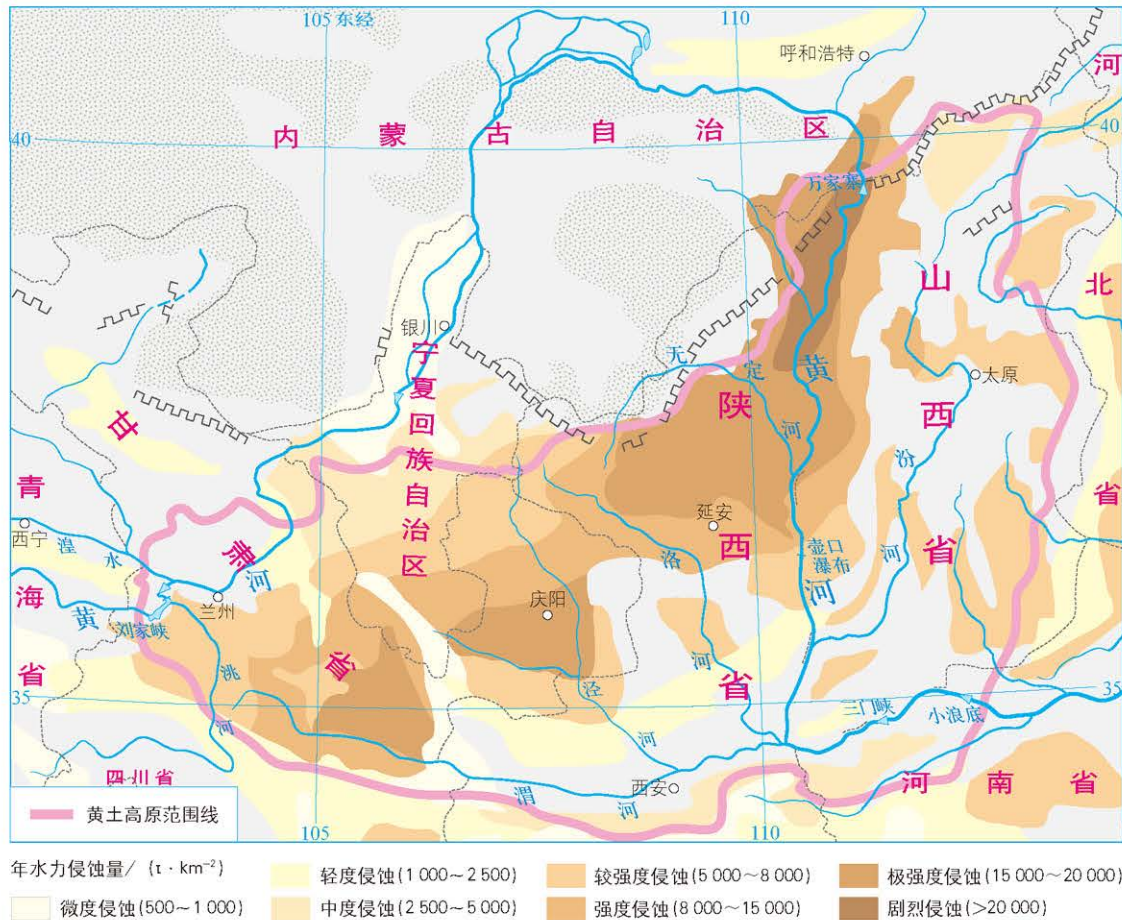 105 东经
110
呼和浩特
河
40
内蒙古自治区
40
万家寨
山
北
银川
宁夏回族自治区
无定河
黄河
陕西省
太原
甘肃省
西省
汾河
青海省
西宁
湟水
延安
壶口
瀑布
省
洛河
河
兰州
庆阳
黄
刘家峡
洮河
泾河
35
35
三门峡
小浪底
四川省
西安
渭河
河南省
黄土高原范围线
105
110
年水力侵蚀量/ {τ · km⁻²)
轻度侵蚀(1 000~2 500)
较强度侵蚀(5 000~8 000)
极强度侵蚀(15 000~20 000)
微度侵蚀(500~1 000)
中度侵蚀(2 500~5 000)
强度侵蚀(8 000~15 000)
剧烈侵蚀(>20 000)